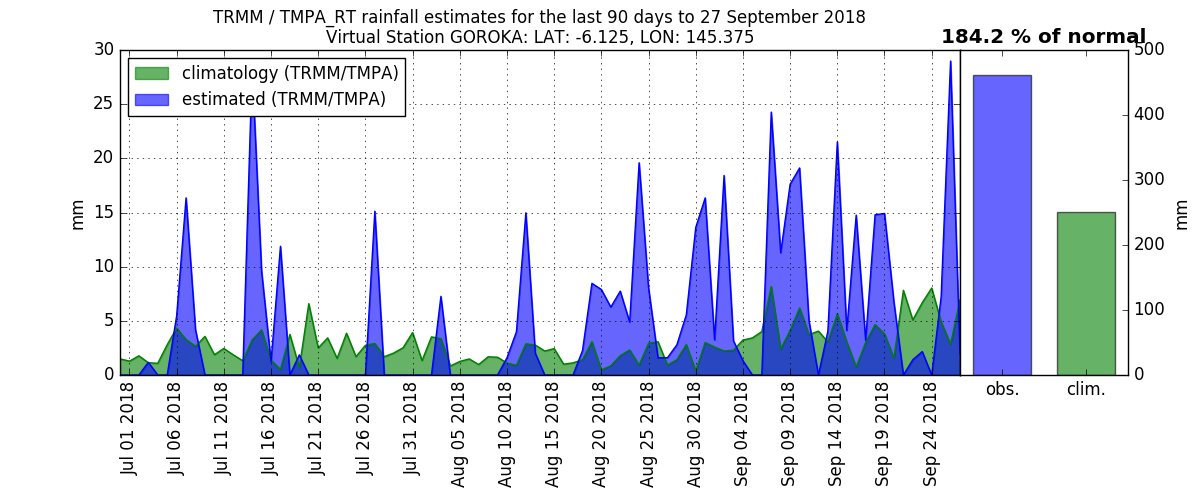 TRMM / TMPA_RT rainfall estimates for the last 90 days to 27 September 2018
Virtual Station GOROKA: LAT: -6.125, LON: 145.375
184.2 % of normal
climatology (TRMM/TMPA)
estimated (TRMM/TMPA)
30
25
20
15
10
5
0
mm
Jul 01 2018
Jul 06 2018
Jul 11 2018
Jul 16 2018
Jul 21 2018
Jul 26 2018
Jul 31 2018
Aug 05 2018
Aug 10 2018
Aug 15 2018
Aug 20 2018
Aug 25 2018
Aug 30 2018
Sep 04 2018
Sep 09 2018
Sep 14 2018
Sep 19 2018
Sep 24 2018
obs.
clim.
500
400
300
200
100
0
mm